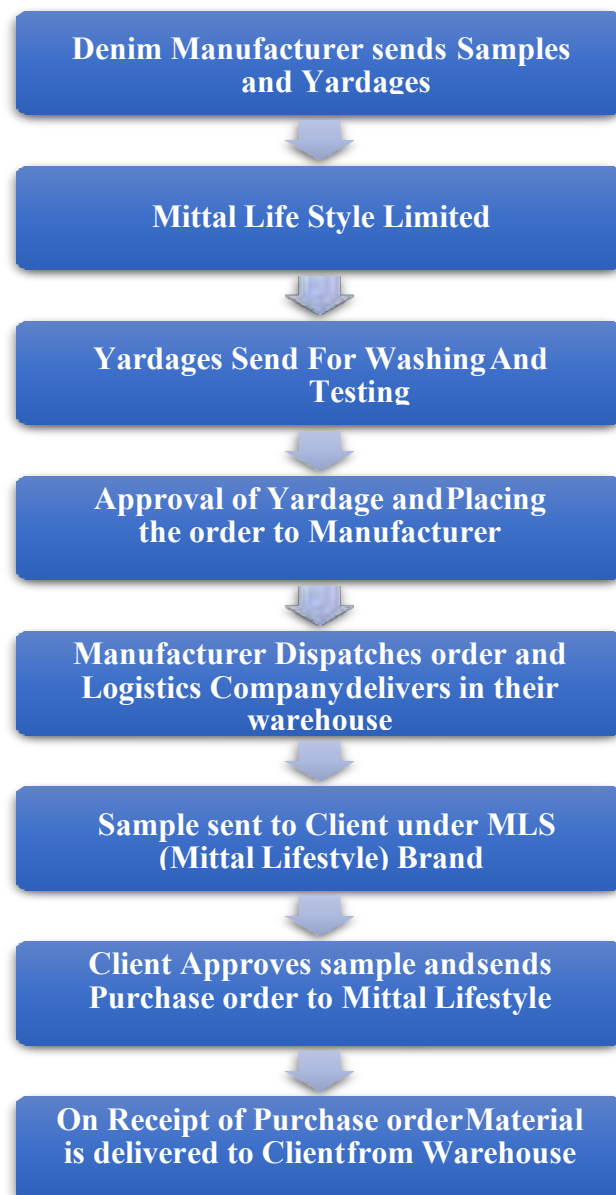 Denim Manufacturer sends Samples
and Yardages
Mittal Life Style Limited
Yardages Send For Washing And
Testing
Approval of Yardage and Placing
the order to Manufacturer
Manufacturer Dispatches order and
Logistics Company delivers in their
warehouse
Sample sent to Client under MLS
(Mittal Lifestyle) Brand
Client Approves sample and sends
Purchase order to Mittal Lifestyle
On Receipt of Purchase order Material
is delivered to Client from Warehouse